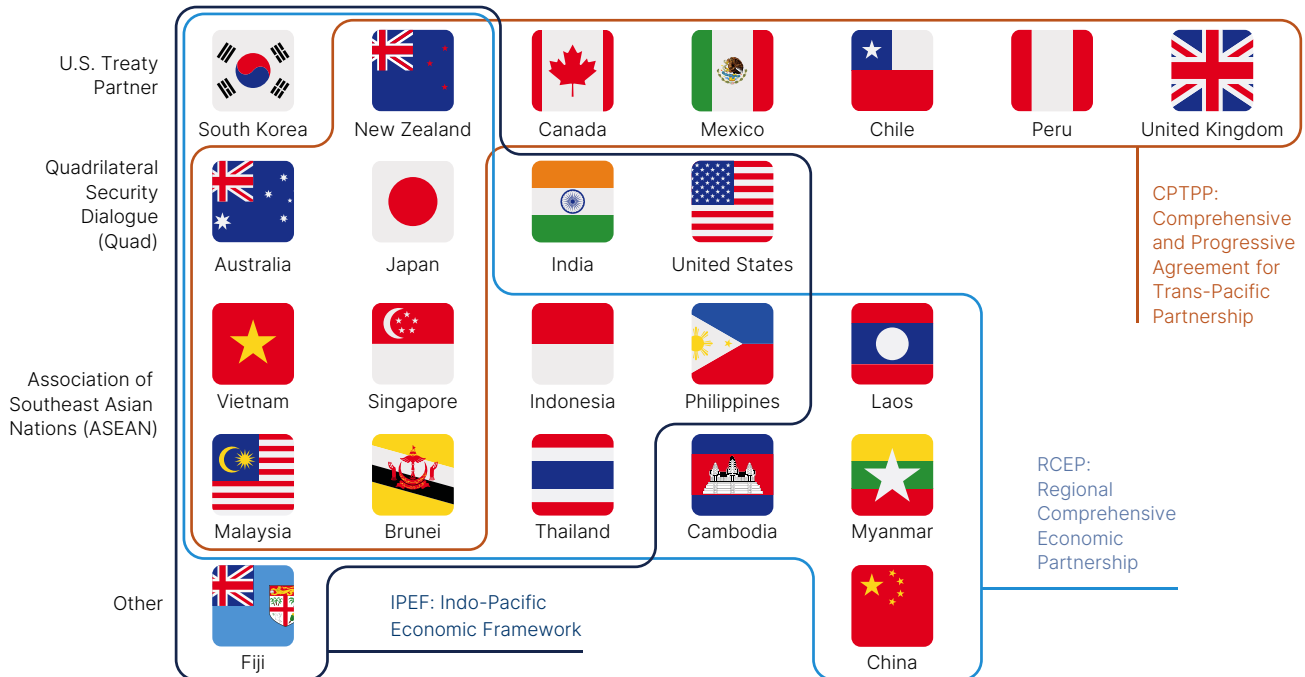 U.S. Treaty
Partner
South Korea
New Zealand
Canada
Mexico
Chile
Peru
United Kingdom
Quadrilateral
Security
Dialogue
(Quad)
Australia
Japan
India
United States
CPTPP:
Comprehensive
and Progressive
Agreement for
Trans-Pacific
Partnership
Association of
Southeast Asian
Nations (ASEAN)
Vietnam
Singapore
Indonesia
Philippines
Laos
Malaysia
Brunei
Thailand
Cambodia
Myanmar
RCEP:
Regional
Comprehensive
Economic
Partnership
Other
Fiji
IPEF: Indo-Pacific
Economic Framework
China